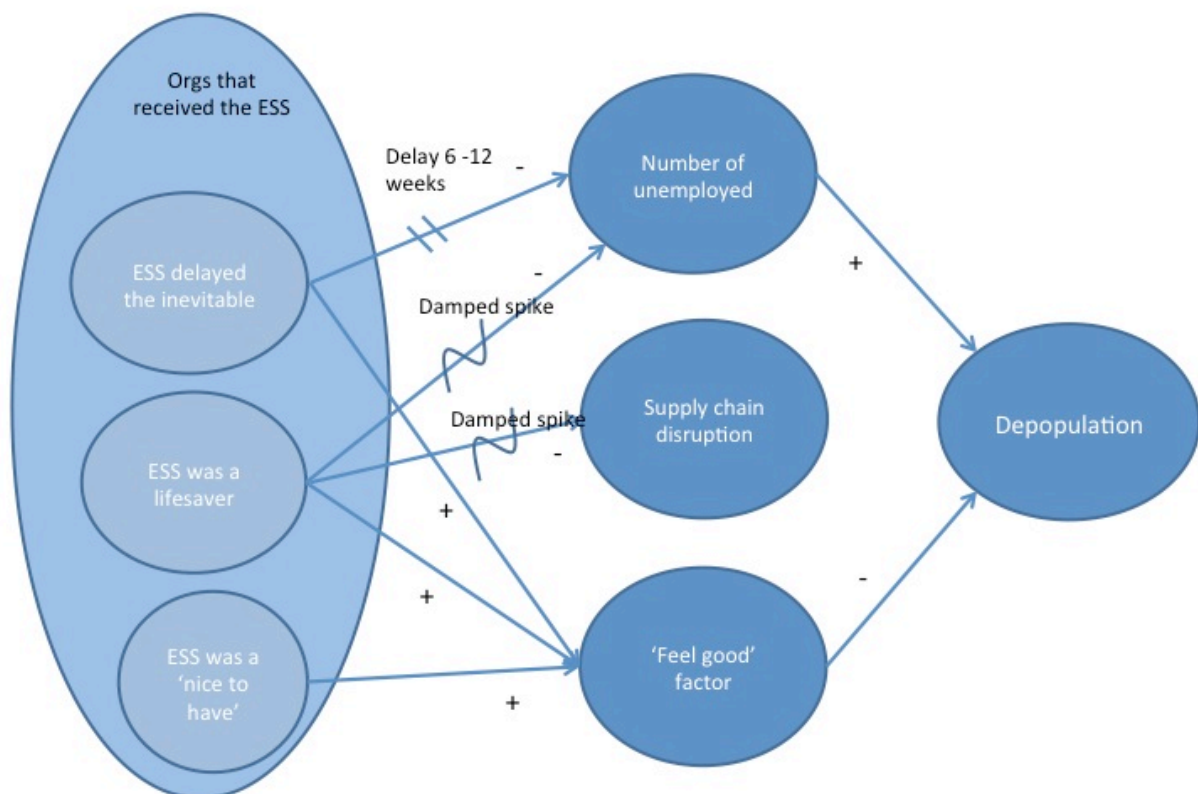 Orgs that
received the ESS
Delay 6 -12
weeks
-
Number of
unemployed
ESS delayed
the inevitable
+
-
Damped spike
Damped spike
Supply chain
disruption
-
Depopulation
ESS was a
lifesaver
+
+
-
ESS was a
‘nice to
have’
‘Feel good’
factor
+